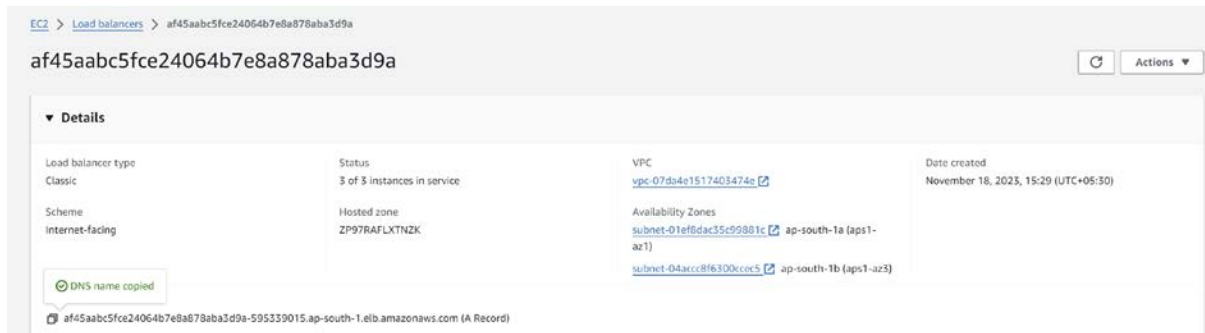 EC2 > Load balancers > af45aabc5fce24064b7e8a878aba3d9a
af45aabc5fce24064b7e8a878aba3d9a
Actions ▼
▼ Details
Load balancer type
Classic
Status
3 of 3 instances in service
VPC
vpc-07da4e1517403474e
Date created
November 18, 2023, 15:29 (UTC+05:30)
Scheme
Internet-facing
Hosted zone
ZP97RAFLXTNZK
Availability Zones
subnet-01ef8dac35c99881c ap-south-1a (aps1-
az1)
subnet-04accc8f6300ccec5 ap-south-1b (aps1-az3)
DNS name copied
af45aabc5fce24064b7e8a878aba3d9a-595339015.ap-south-1.elb.amazonaws.com (A Record)